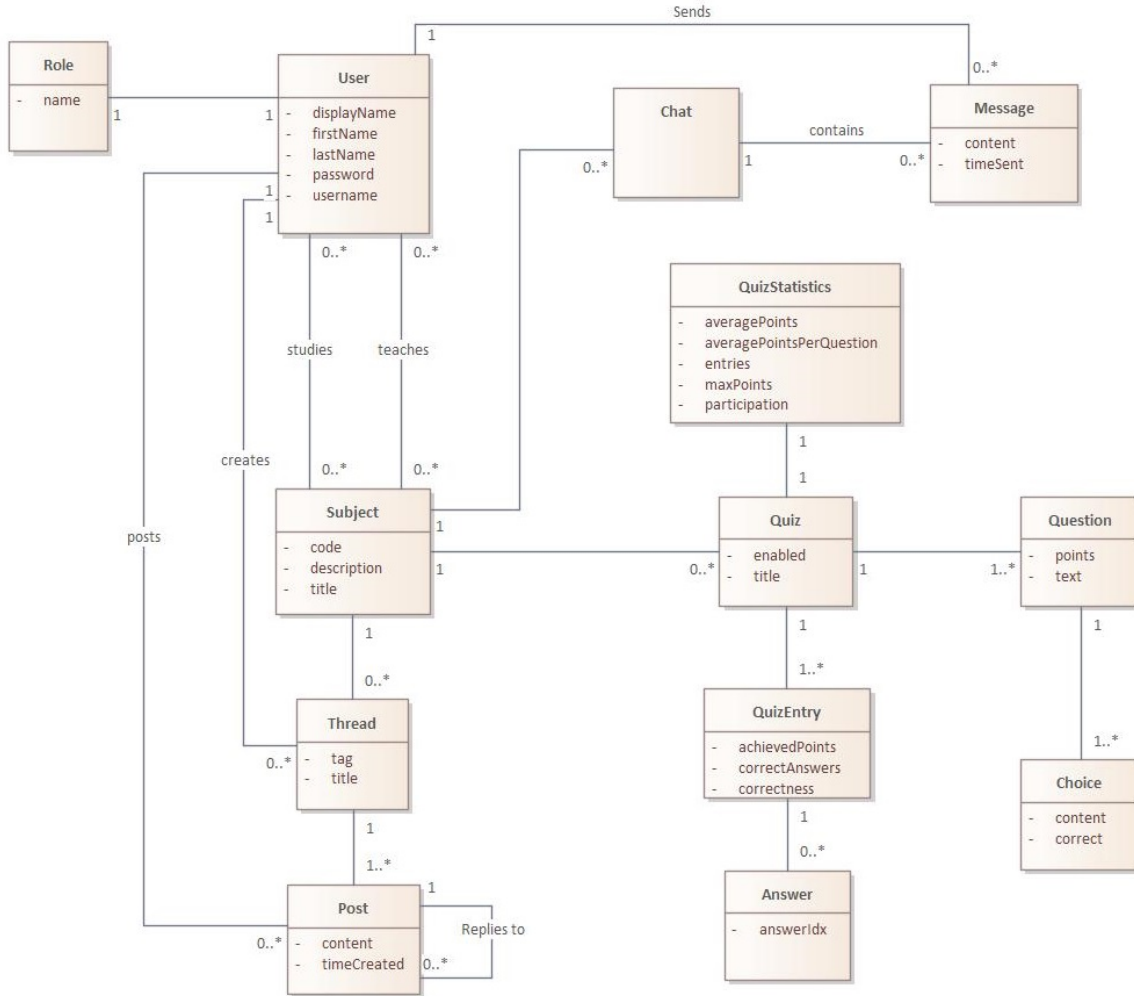 Sends
1
0..*
Role
- name
1
1
User
- displayName
- firstName
- lastName
- password
- username
1
1
0..*
0..*
Chat
0..*
1
contains
0..*
Message
- content
- timeSent
studies
teaches
0..*
0..*
creates
posts
QuizStatistics
- averagePoints
- averagePointsPerQuestion
- entries
- maxPoints
- participation
1
1
Subject
- code
- description
- title
1
1
0..*
Quiz
- enabled
- title
1
1..*
Question
- points
- text
1
0..*
1
1..*
1
1..*
Thread
- tag
- title
0..*
QuizEntry
- achievedPoints
- correctAnswers
- correctness
Choice
- content
- correct
1
1..*
1
0..*
Post
- content
- timeCreated
0..*
1
Replies to
0..*
Answer
- answerIdx